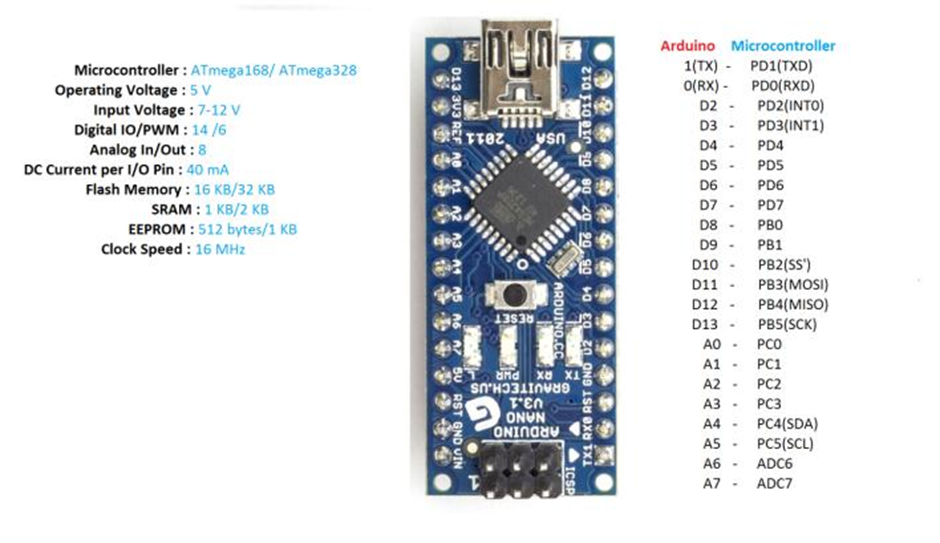 Microcontroller : ATmega168/ ATmega328
Operating Voltage : 5 V
Input Voltage : 7-12 V
Digital IO/PWM : 14 /6
Analog In/Out : 8
DC Current per I/O Pin : 40 mA
Flash Memory : 16 KB/32 KB
SRAM : 1 KB/2 KB
EEPROM : 512 bytes/1 KB
Clock Speed : 16 MHz
D13
3V3
REF
A0
A1
A2
A3
A4
A5
A6
A7
5V
RST
GND
VIN
USA
2011
RESET
ARDUINO.CC
L
PWR
RX
TX
GRAVITECH.US
ARDUINO
NANO
V3.1
ICSP
1
D12
D11
D10
D9
D8
D7
D6
D5
D4
D3
D2
GND
RST
RX0
TX1
Arduino Microcontroller
1(TX) - PD1(TXD)
0(RX) - PD0(RXD)
D2 - PD2(INT0)
D3 - PD3(INT1)
D4 - PD4
D5 - PD5
D6 - PD6
D7 - PD7
D8 - PB0
D9 - PB1
D10 - PB2(SS')
D11 - PB3(MOSI)
D12 - PB4(MISO)
D13 - PB5(SCK)
A0 - PC0
A1 - PC1
A2 - PC2
A3 - PC3
A4 - PC4(SDA)
A5 - PC5(SCL)
A6 - ADC6
A7 - ADC7